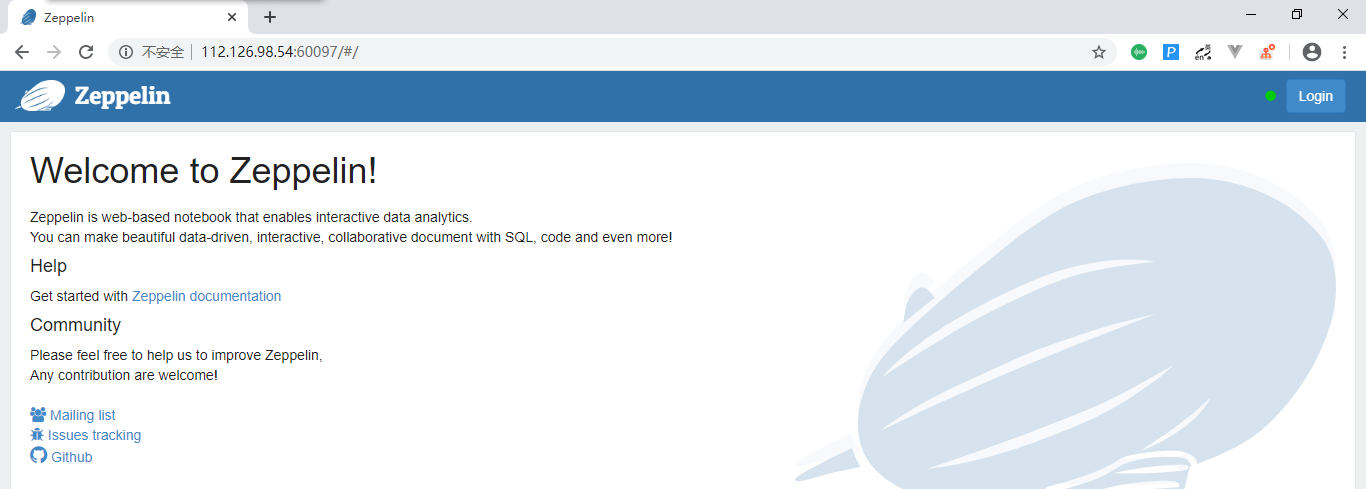 Zeppelin
不安全
112.126.98.54:60097/#/
P
en
Zeppelin
Login
Welcome to Zeppelin!
Zeppelin is web-based notebook that enables interactive data analytics.
You can make beautiful data-driven, interactive, collaborative document with SQL, code and even more!
Help
Get started with Zeppelin documentation
Community
Please feel free to help us to improve Zeppelin,
Any contribution are welcome!
Mailing list
Issues tracking
Github